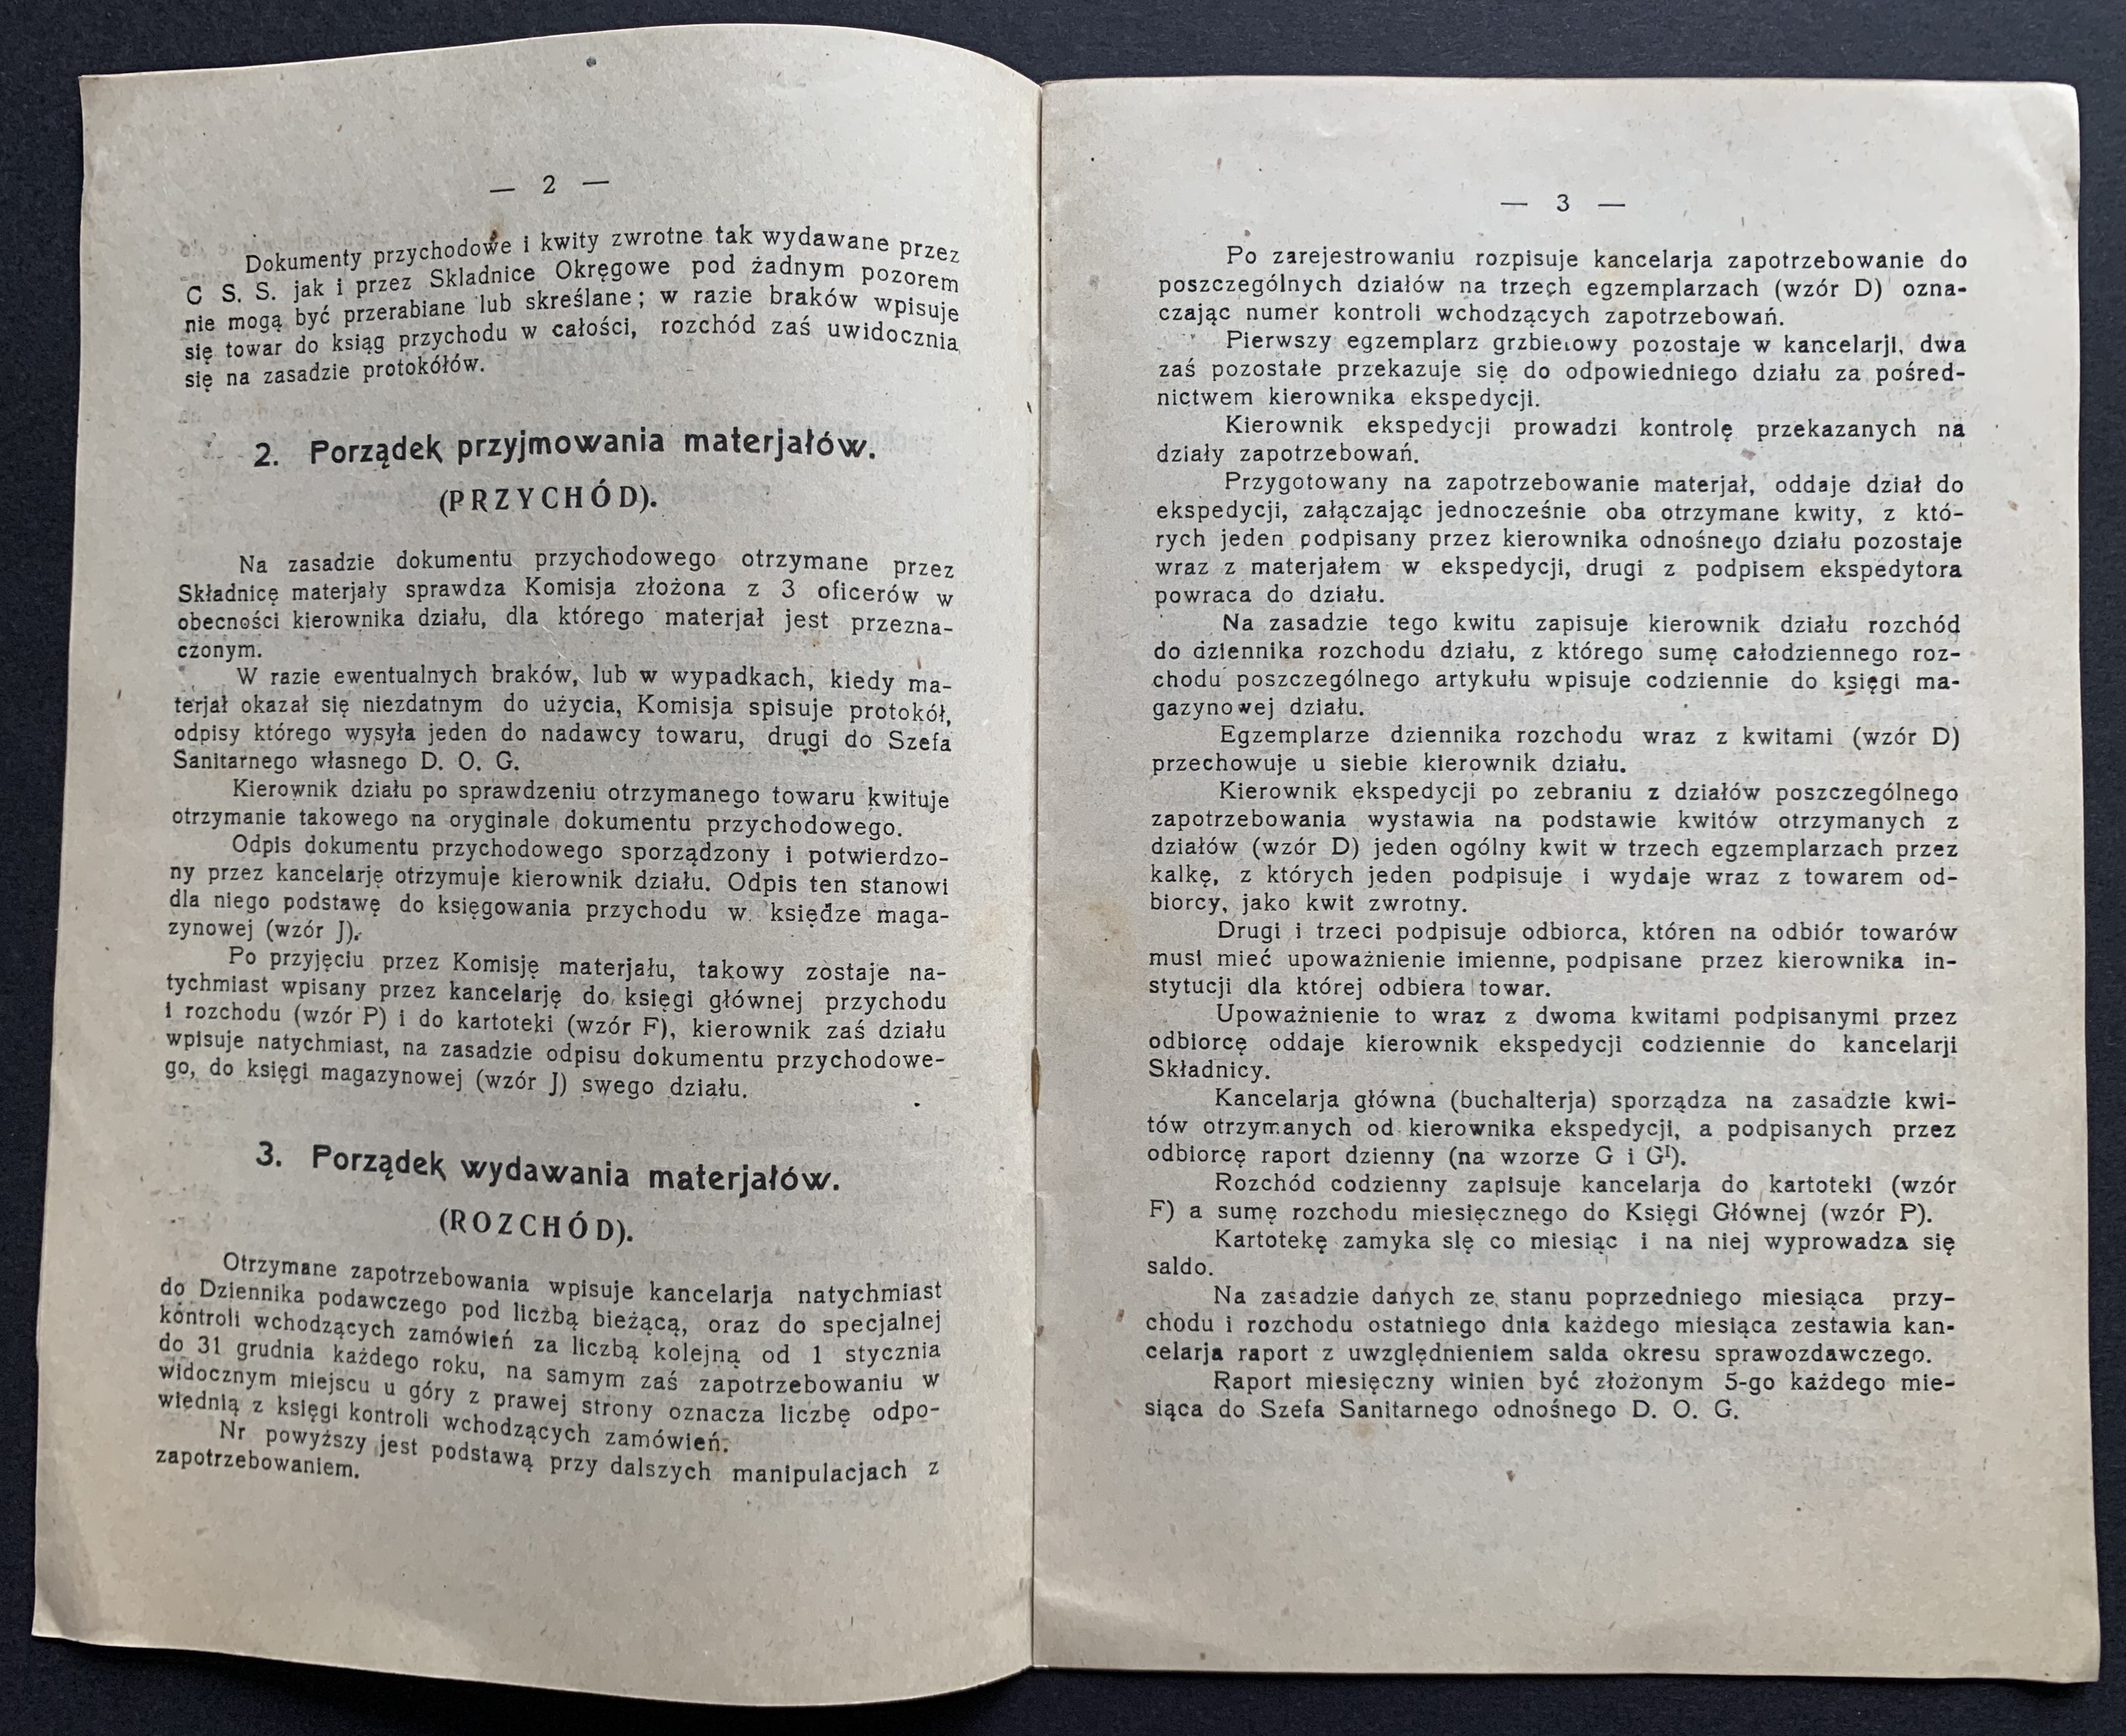 — 2 —
Dokumenty przychodowe i kwity zwrotne tak wydawane przez
C S. S. jak i przez Skladnice Okręgowe pod żadnym pozorem
nie mogą być przerabiane lub skreślane; w razie braków wpisuje
się towar do ksiąg przychodu w całości, rozchód zaś uwidocznia
się na zasadzie protokółów.
2. Porządek przyjmowania materjałów.
(PRZYCHÓD).
Na zasadzie dokumentu przychodowego otrzymane przez
Składnicę materjały sprawdza Komisja złożona z 3 oficerów w
obecności kierownika działu, dla którego materjał jest przezna-
czonym.
W razie ewentualnych braków, lub w wypadkach, kiedy ma-
terjał okazał się niezdatnym do użycia, Komisja spisuje protokół,
odpisy którego wysyła jeden do nadawcy towaru, drugi do Szefa
Sanitarnego własnego D. O. G.
Kierownik działu po sprawdzeniu otrzymanego towaru kwituje
otrzymanie takowego na oryginale dokumentu przychodowego.
Odpis dokumentu przychodowego sporządzony i potwierdzo-
ny przez kancelarję otrzymuje kierownik działu. Odpis ten stanowi
dla niego podstawę do księgowania przychodu w księdze maga-
zynowej (wzór J).
Po przyjęciu przez Komisję materjału, takowy zostaje na-
tychmiast wpisany przez kancelarję do księgi głównej przychodu
i rozchodu (wzór P) i do kartoteki (wzór F), kierownik zaś działu
wpisuje natychmiast, na zasadzie odpisu dokumentu przychodowe-
go, do księgi magazynowej (wzór J) swego działu.
3. Porządek wydawania materjałów.
(ROZCHÓD).
Otrzymane zapotrzebowania wpisuje kancelarja natychmiast
do Dziennika podawczego pod liczbą bieżącą, oraz do specjalnej
kontroli wchodzących zamówień za liczbą kolejną od 1 stycznia
do 31 grudnia każdego roku, na samym zaś zapotrzebowaniu w
widocznym miejscu u góry z prawej strony oznacza liczbę odpo-
wiednią z księgi kontroli wchodzących zamówień.
Nr powyższy jest podstawą przy dalszych manipulacjach z
zapotrzebowaniem.
— 3 —
Po zarejestrowaniu rozpisuje kancelarja zapotrzebowanie do
poszczególnych działów na trzech egzemplarzach (wzór D) ozna-
czając numer kontroli wchodzących zapotrzebowań.
Pierwszy egzemplarz grzbietowy pozostaje w kancelarji, dwa
zaś pozostałe przekazuje się do odpowiedniego działu za pośred-
nictwem kierownika ekspedycji.
Kierownik ekspedycji prowadzi kontrolę przekazanych na
działy zapotrzebowań.
Przygotowany na zapotrzebowanie materjał, oddaje dział do
ekspedycji, załączając jednocześnie oba otrzymane kwity, z któ-
rych jeden podpisany przez kierownika odnośnego działu pozostaje
wraz z materjałem w ekspedycji, drugi z podpisem ekspedytora
powraca do działu.
Na zasadzie tego kwitu zapisuje kierownik działu rozchód
do dziennika rozchodu działu, z którego sumę całodziennego roz-
chodu poszczególnego artykułu wpisuje codziennie do księgi ma-
gazynowej działu.
Egzemplarze dziennika rozchodu wraz z kwitami (wzór D)
przechowuje u siebie kierownik działu.
Kierownik ekspedycji po zebraniu z działów poszczególnego
zapotrzebowania wystawia na podstawie kwitów otrzymanych z
działów (wzór D) jeden ogólny kwit w trzech egzemplarzach przez
kalkę, z których jeden podpisuje i wydaje wraz z towarem od-
biorcy, jako kwit zwrotny.
Drugi i trzeci podpisuje odbiorca, któren na odbiór towarów
musi mieć upoważnienie imienne, podpisane przez kierownika in-
stytucji dla której odbiera towar.
Upoważnienie to wraz z dwoma kwitami podpisanymi przez
odbiorcę oddaje kierownik ekspedycji codziennie do kancelarji
Składnicy.
Kancelarja główna (buchalterja) sporządza na zasadzie kwi-
tów otrzymanych od kierownika ekspedycji, a podpisanych przez
odbiorcę raport dzienny (na wzorze G i Gᴵ).
Rozchód codzienny zapisuje kancelarja do kartoteki (wzór
F) a sumę rozchodu miesięcznego do Księgi Głównej (wzór P).
Kartotekę zamyka slę co miesiąc i na niej wyprowadza się
saldo.
Na zasadzie danych ze stanu poprzedniego miesiąca przy-
chodu i rozchodu ostatniego dnia każdego miesiąca zestawia kan-
celarja raport z uwzględnieniem salda okresu sprawozdawczego.
Raport miesięczny winien być złożonym 5-go każdego mie-
siąca do Szefa Sanitarnego odnośnego D. O. G.